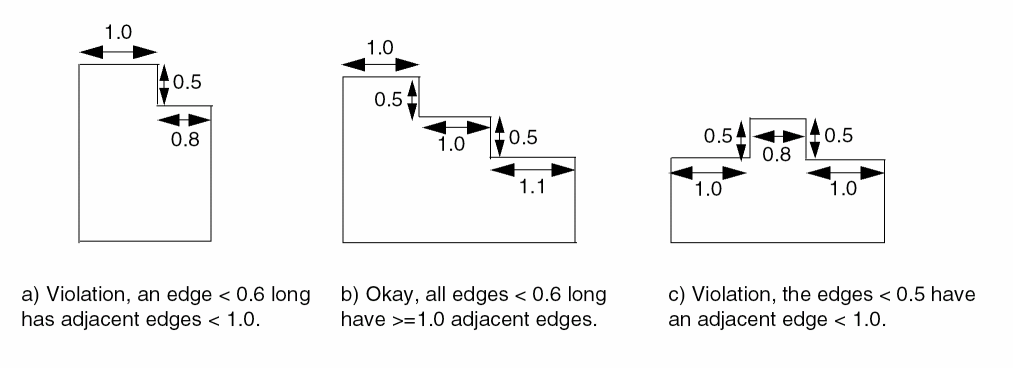 1.0
0.5
0.8
1.0
0.5
1.0
0.5
1.1
0.5
0.8
0.5
1.0
1.0
a) Violation, an edge < 0.6 long
has adjacent edges < 1.0.
b) Okay, all edges < 0.6 long
have >=1.0 adjacent edges.
c) Violation, the edges < 0.5 have
an adjacent edge < 1.0.